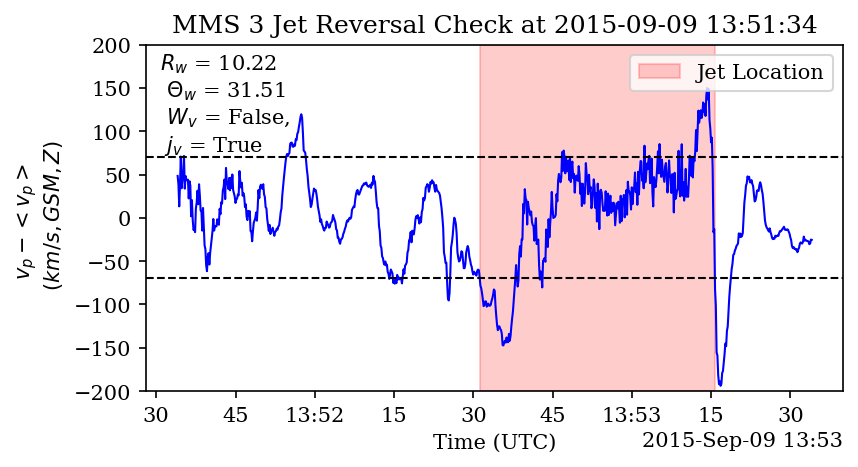 MMS 3 Jet Reversal Check at 2015-09-09 13:51:34
R_w = 10.22
Θ_w = 31.51
W_v = False,
j_v = True
Jet Location
200
150
100
50
0
−50
−100
−150
−200
v_p − < v_p >
(km/s, GSM, Z)
30 45 13:52 15 30 45 13:53 15 30
Time (UTC)
2015-Sep-09 13:53